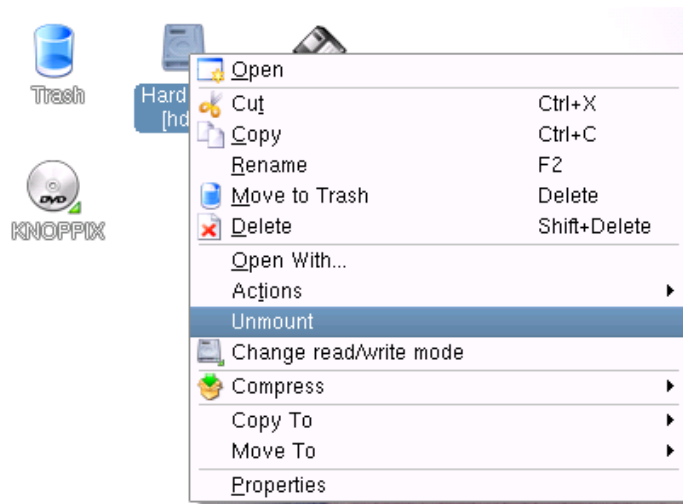 Trash
Hard
[hd
DVD
KNOPPIX
Open
Cut Ctrl+X
Copy Ctrl+C
Rename F2
Move to Trash Delete
Delete Shift+Delete
Open With...
Actions
Unmount
Change read/write mode
Compress
Copy To
Move To
Properties